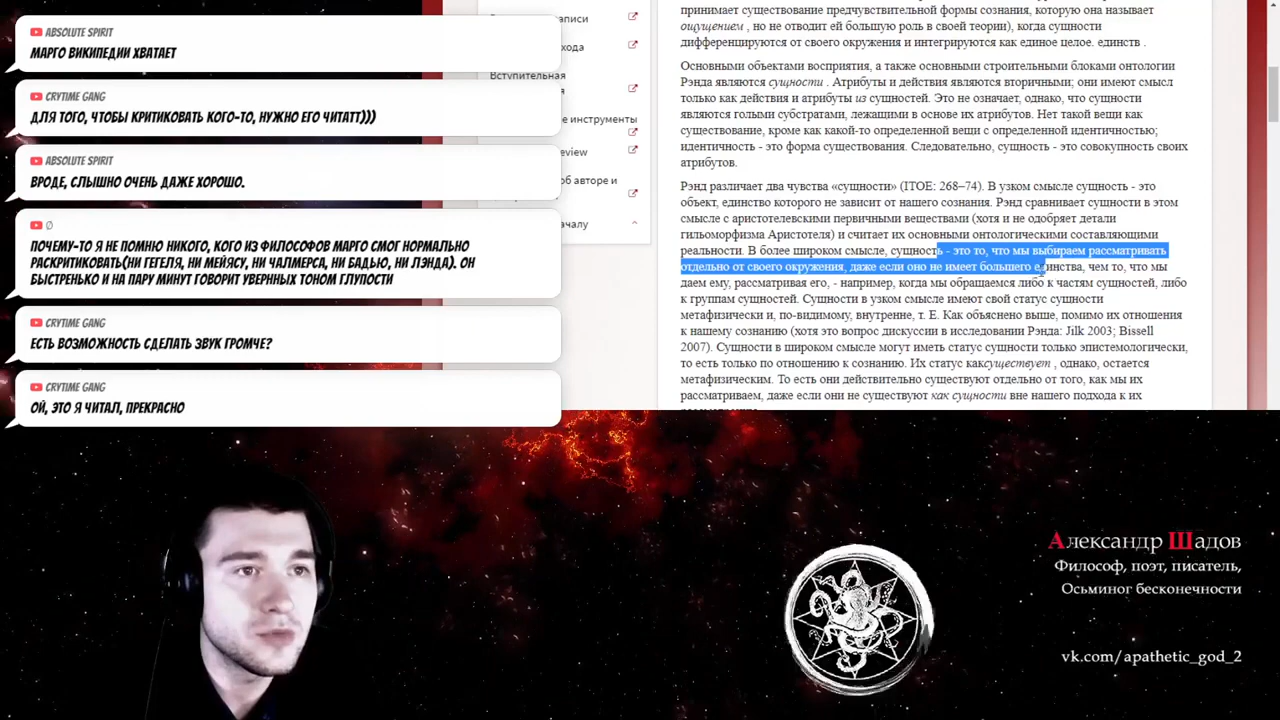 ABSOLUTE SPIRIT
МАРГО ВИКИПЕДИИ ХВАТАЕТ
CRYTIME GANG
ДЛЯ ТОГО, ЧТОБЫ КРИТИКОВАТЬ КОГО-ТО, НУЖНО ЕГО ЧИТАТТ)))
ABSOLUTE SPIRIT
ВРОДЕ, СЛЫШНО ОЧЕНЬ ДАЖЕ ХОРОШО.
Ø
ПОЧЕМУ-ТО Я НЕ ПОМНЮ НИКОГО, КОГО ИЗ ФИЛОСОФОВ МАРГО СМОГ НОРМАЛЬНО
РАСКРИТИКОВАТЬ(НИ ГЕГЕЛЯ, НИ МЕЙСУ, НИ ЧАЛМЕРСА, НИ БАДЬЮ, НИ ЛЭНДА). ОН
БЫСТРЕНЬКО И НА ПАРУ МИНУТ ГОВОРИТ УВЕРННЫХ ТОНОМ ГЛУПОСТИ
CRYTIME GANG
ЕСТЬ ВОЗМОЖНОСТЬ СДЕЛАТЬ ЗВУК ГРОМЧЕ?
CRYTIME GANG
ОЙ, ЭТО Я ЧИТАЛ, ПРЕКРАСНО
аписи
хода
Вступительная
я
е инструменты
eview
об авторе и
ачалу
принимает существование предчувствительной формы сознания, которую она называет
ощущением , но не отводит ей большую роль в своей теории), когда сущности
дифференцируются от своего окружения и интегрируются как единое целое. единств .
Основными объектами восприятия, а также основными строительными блоками онтологии
Рэнда являются сущности . Атрибуты и действия являются вторичными; они имеют смысл
только как действия и атрибуты из сущностей. Это не означает, однако, что сущности
являются голыми субстратами, лежащими в основе их атрибутов. Нет такой вещи как
существование, кроме как какой-то определенной вещи с определенной идентичностью;
идентичность - это форма существования. Следовательно, сущность - это совокупность своих
атрибутов.
Рэнд различает два чувства «сущности» (ITOE: 268–74). В узком смысле сущность - это
объект, единство которого не зависит от нашего сознания. Рэнд сравнивает сущности в этом
смысле с аристотелевскими первичными веществами (хотя и не одобряет детали
гильоморфизма Аристотеля) и считает их основными онтологическими составляющими
реальности. В более широком смысле, сущность - это то, что мы выбираем рассматривать
отдельно от своего окружения, даже если оно не имеет большего единства, чем то, что мы
даем ему, рассматривая его, - например, когда мы обращаемся либо к частям сущностей, либо
к группам сущностей. Сущности в узком смысле имеют свой статус сущности
метафизически и, по-видимому, внутренне, т. Е. Как объяснено выше, помимо их отношения
к нашему сознанию (хотя это вопрос дискуссии в исследовании Рэнда: Jilk 2003; Bissell
2007). Сущности в широком смысле могут иметь статус сущности только эпистемологически,
то есть только по отношению к сознанию. Их статус каксуществует , однако, остается
метафизическим. То есть они действительно существуют отдельно от того, как мы их
рассматриваем, даже если они не существуют как сущности вне нашего подхода к их
Александр Шадов
Философ, поэт, писатель,
Осьминог бесконечности
vk.com/apathetic_god_2